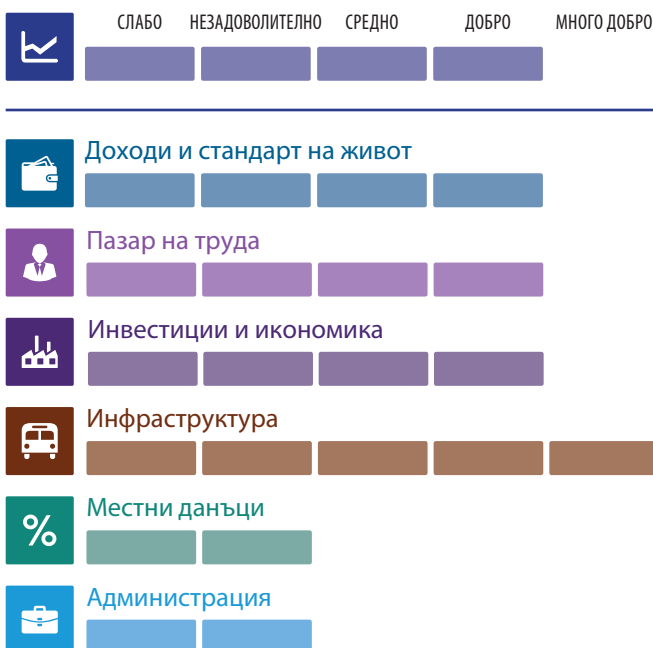 СЛАБО НЕЗАДОВОЛИТЕЛНО СРЕДНО ДОБРО МНОГО ДОБРО
Доходи и стандарт на живот
Пазар на труда
Инвестиции и икономика
Инфраструктура
Местни данъци
%
Администрация